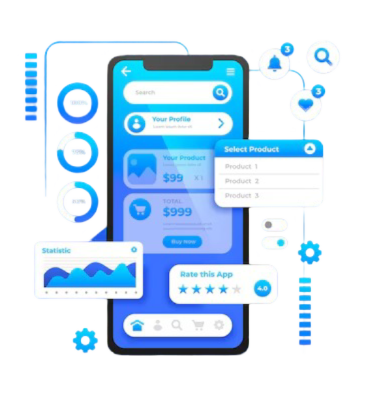 3
Search
3
Your Profile
Select Product
Your Product
$99
x 1
Product 1
Product 2
Product 3
TOTAL
$999
Buy Now
Statistic
Rate this App
4.0